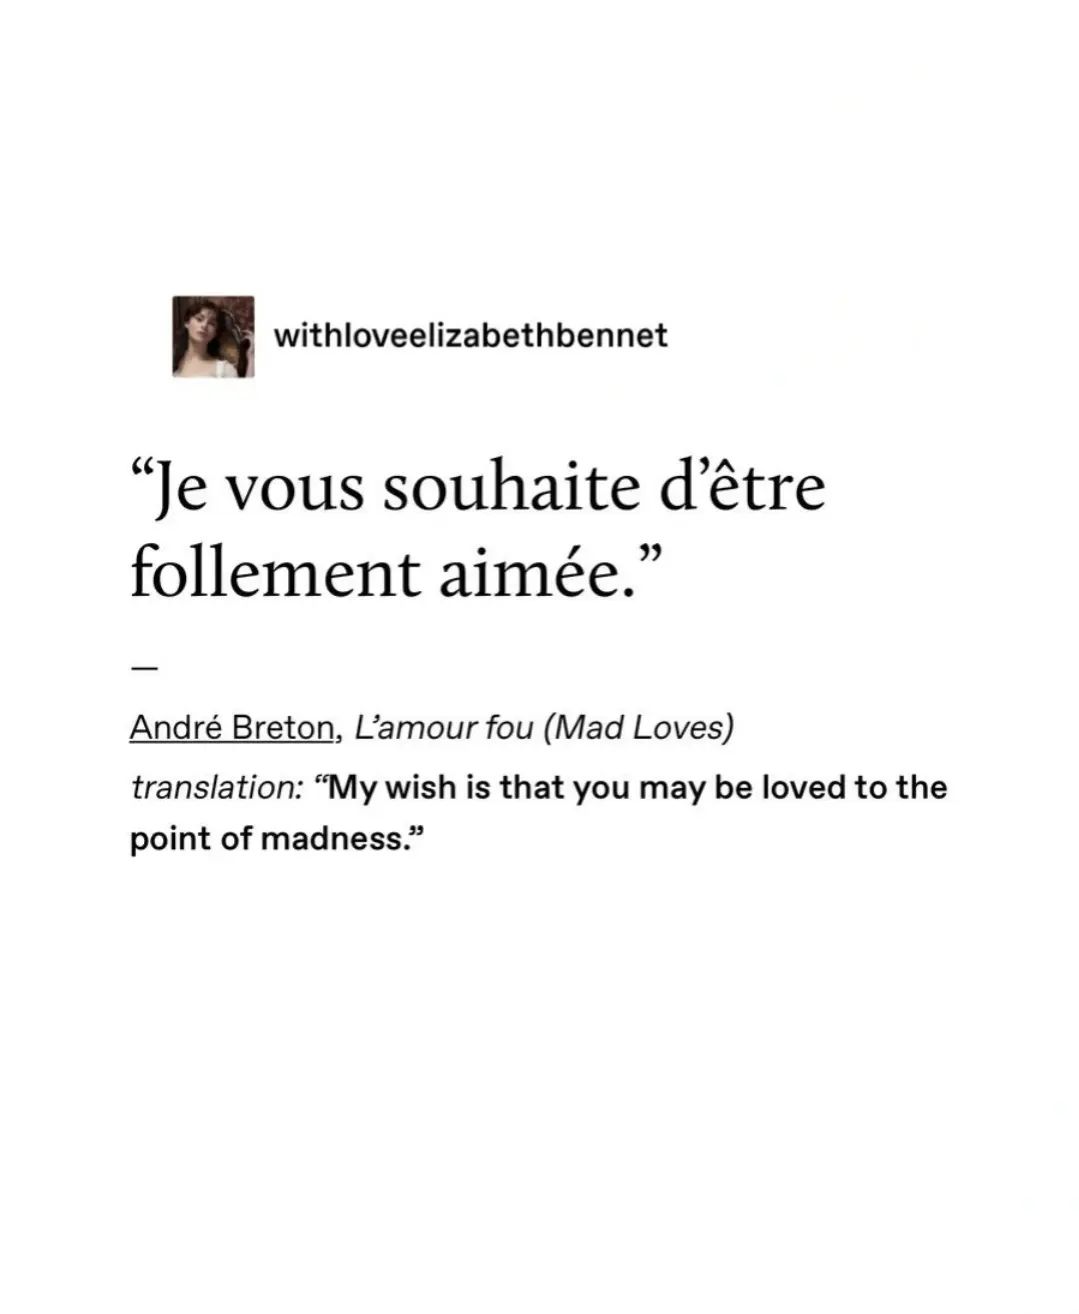 withloveelizabethbennet
“Je vous souhaite d’être
follement aimée.”
—
André Breton, L’amour fou (Mad Loves)
translation: “My wish is that you may be loved to the
point of madness.”